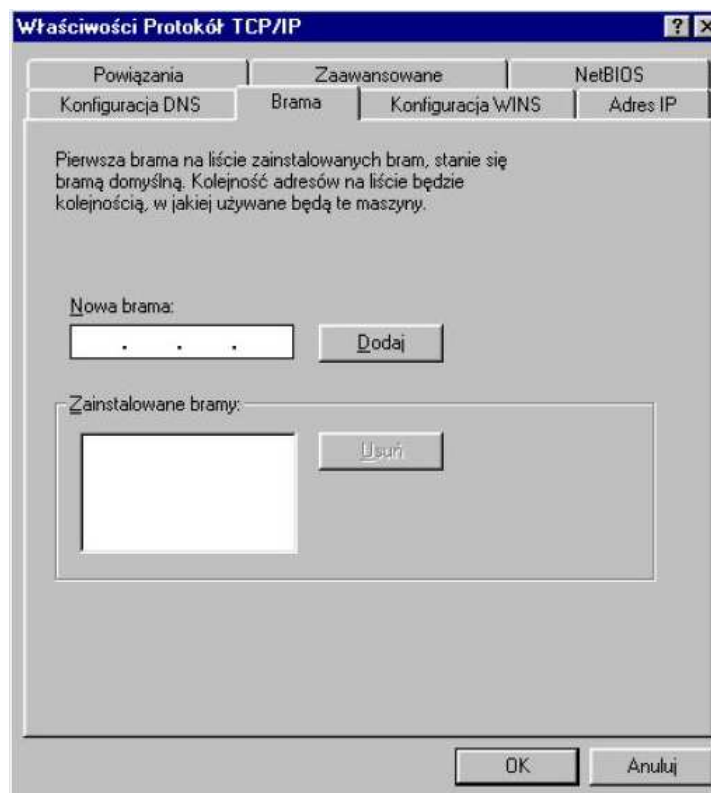 Właściwości Protokół TCP/IP
Powiązania Zaawansowane NetBIOS
Konfiguracja DNS Brama Konfiguracja WINS Adres IP
Pierwsza brama na liście zainstalowanych bram, stanie się
bramą domyślną. Kolejność adresów na liście będzie
kolejnością, w jakiej używane będą te maszyny.
Nowa brama:
. . . Dodaj
Zainstalowane bramy:
Usuń
OK Anuluj